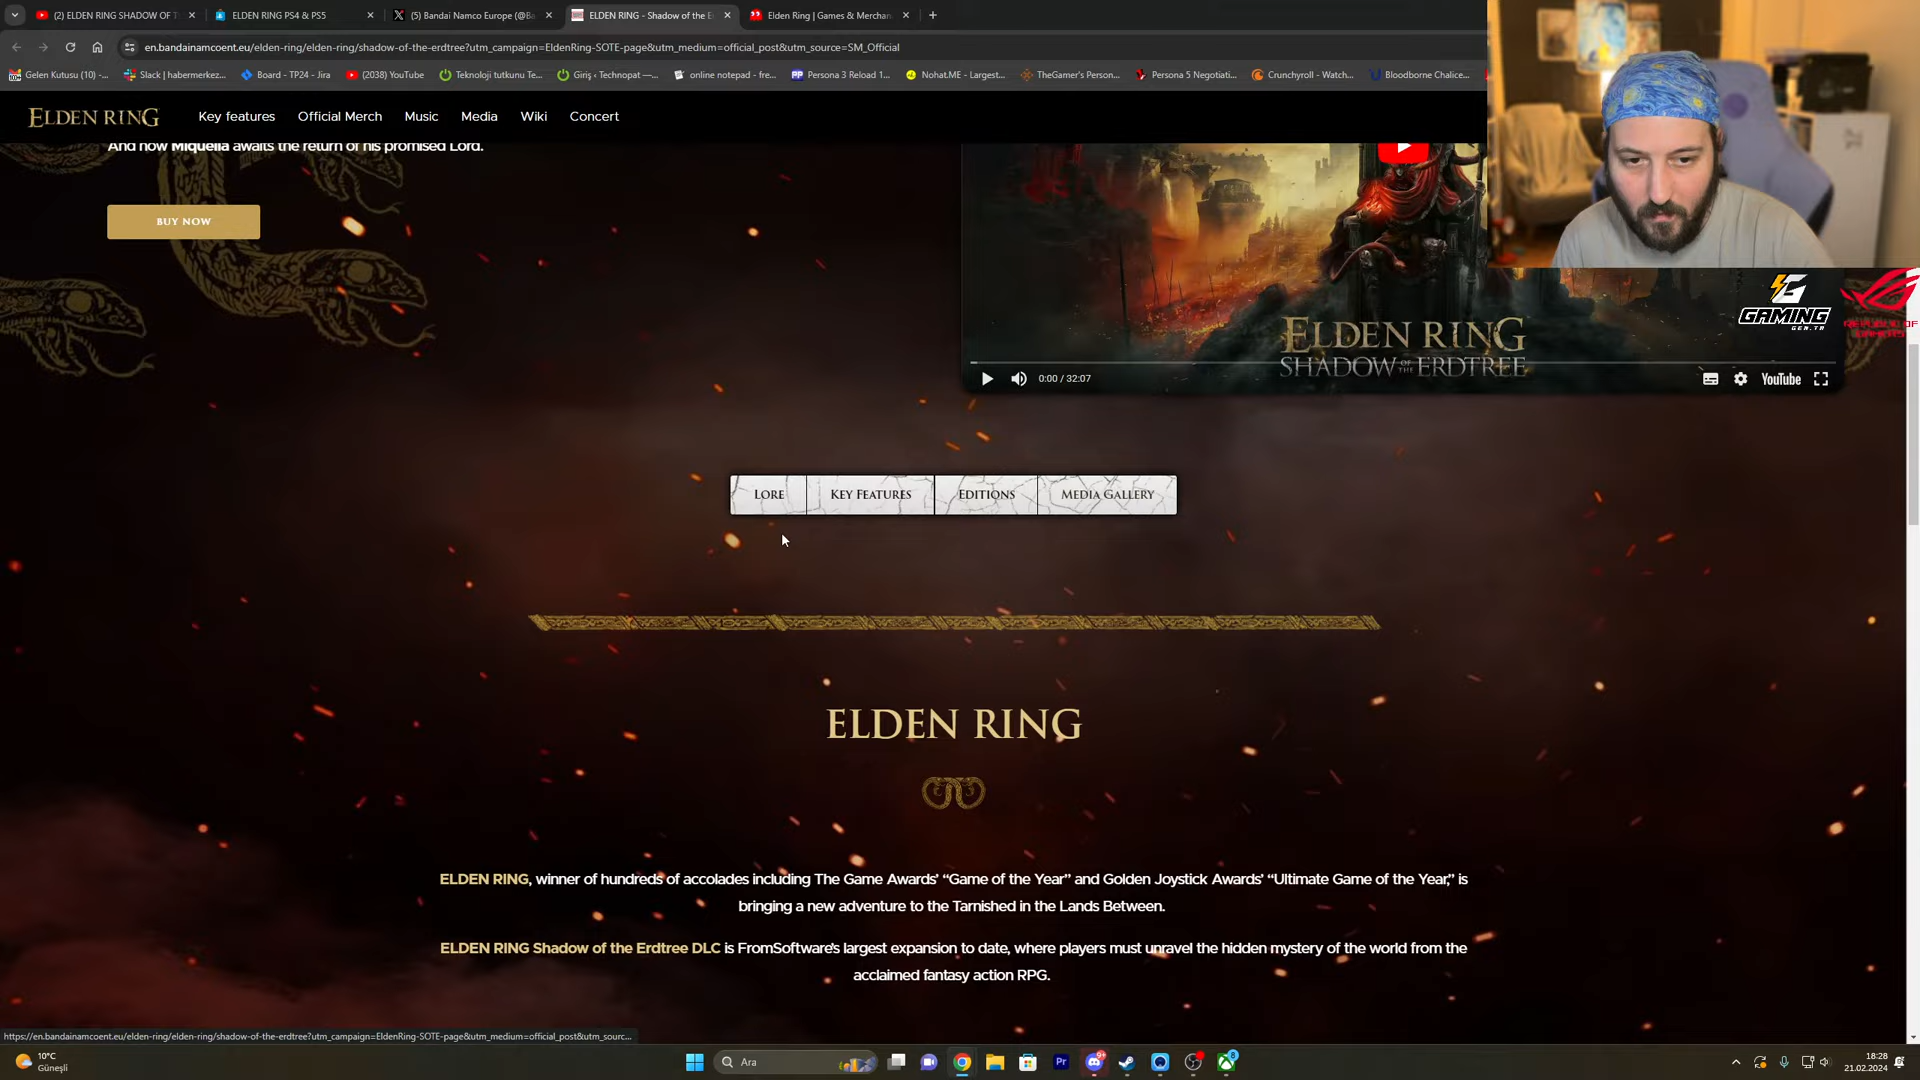 (2) ELDEN RING SHADOW OF T
ELDEN RING PS4 & PS5
(5) Bandai Namco Europe (@Ba
ELDEN RING - Shadow of the E
Elden Ring | Games & Merchan
en.bandainamcoent.eu/elden-ring/elden-ring/shadow-of-the-erdtree?utm_campaign=EldenRing-SOTE-page&utm_medium=official_post&utm_source=SM_Official
Gelen Kutusu (10) -...
Slack | habermerkez...
Board - TP24 - Jira
(2038) YouTube
Teknoloji tutkunu Te...
Giriş ‹ Technopat —...
online notepad - fre...
Persona 3 Reload 1...
Nohat.ME - Largest...
TheGamer's Person...
Persona 5 Negotiati...
Crunchyroll - Watch...
Bloodborne Chalice...
ELDEN RING
Key features
Official Merch
Music
Media
Wiki
Concert
And now Miquella awaits the return of his promised Lord.
BUY NOW
ELDEN RING
SHADOW OF THE ERDTREE
0:00 / 32:07
YouTube
GAMING
GEN.TR
REPUBLIC OF
GAMERS
LORE
KEY FEATURES
EDITIONS
MEDIA GALLERY
ELDEN RING
ELDEN RING, winner of hundreds of accolades including The Game Awards’ “Game of the Year” and Golden Joystick Awards’ “Ultimate Game of the Year,” is
bringing a new adventure to the Tarnished in the Lands Between.
ELDEN RING Shadow of the Erdtree DLC is FromSoftware’s largest expansion to date, where players must unravel the hidden mystery of the world from the
acclaimed fantasy action RPG.
https://en.bandainamcoent.eu/elden-ring/elden-ring/shadow-of-the-erdtree?utm_campaign=EldenRing-SOTE-page&utm_medium=official_post&utm_sourc...
10°C
Güneşli
Ara
Pr
18:28
21.02.2024